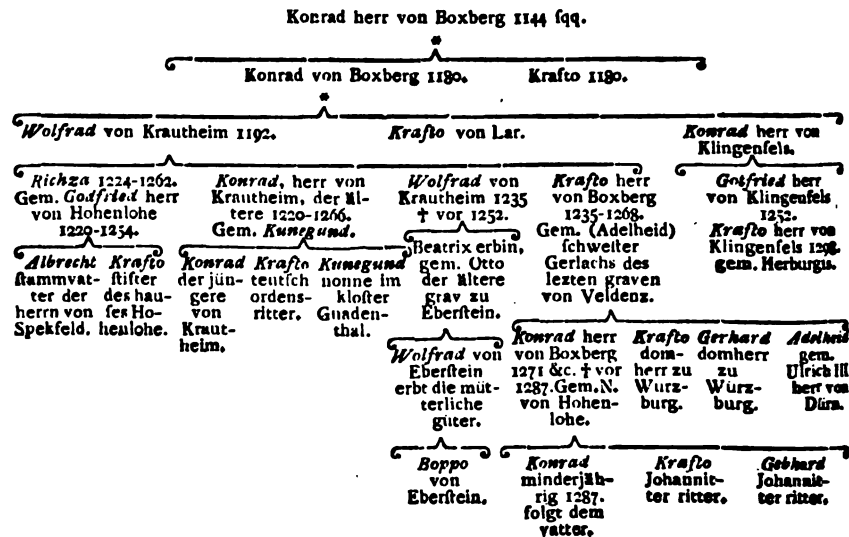 Konrad herr von Boxberg 1144 ſqq.
*
Konrad von Boxberg 1180. Krafto 1180.
*
Wolfrad von Krautheim 1192. Krafto von Lar. Konrad herr von
Klingenfels.
Richza 1224-1262.
Gem. Godfried herr
von Hohenlohe
1220-1254.
Konrad, herr von
Krautheim, der äl-
tere 1220-1266.
Gem. Kunegund.
Wolfrad von
Krautheim 1235
† vor 1252.
Krafto herr
von Boxberg
1235-1268.
Gem. (Adelheid)
ſchweſter
Gerlachs des
lezten graven
von Veldenz.
Gotfried herr
von Klingenfels
1252.
Krafto herr von
Klingenfels 1298.
gem. Herburgis.
Albrecht
ſtammvat-
ter der
herrn von
Spekfeld.
Krafto
ſtifter
des hau-
ſes Ho-
henlohe.
Konrad
der jün-
gere
von
Kraut-
heim.
Krafto
teutſch
ordens-
ritter.
Kunegund
nonne im
kloſter
Gnaden-
thal.
Beatrix erbin,
gem. Otto
der ältere
grav zu
Eberſtein.
Wolfrad von
Eberſtein
erbt die müt-
terliche
güter.
Konrad herr
von Boxberg
1271 &c. † vor
1287. Gem. N.
von Hohen-
lohe.
Krafto
dom-
herr zu
Wurz-
burg.
Gerhard
domherr
zu
Würz-
burg.
Adelheid
gem.
Ulrich III
herr von
Dürn.
Boppo
von
Eberſtein.
Konrad
minderjäh-
rig 1287.
folgt dem
vatter.
Krafto
Johannit-
ter ritter.
Gebhard
Johannit-
ter ritter.